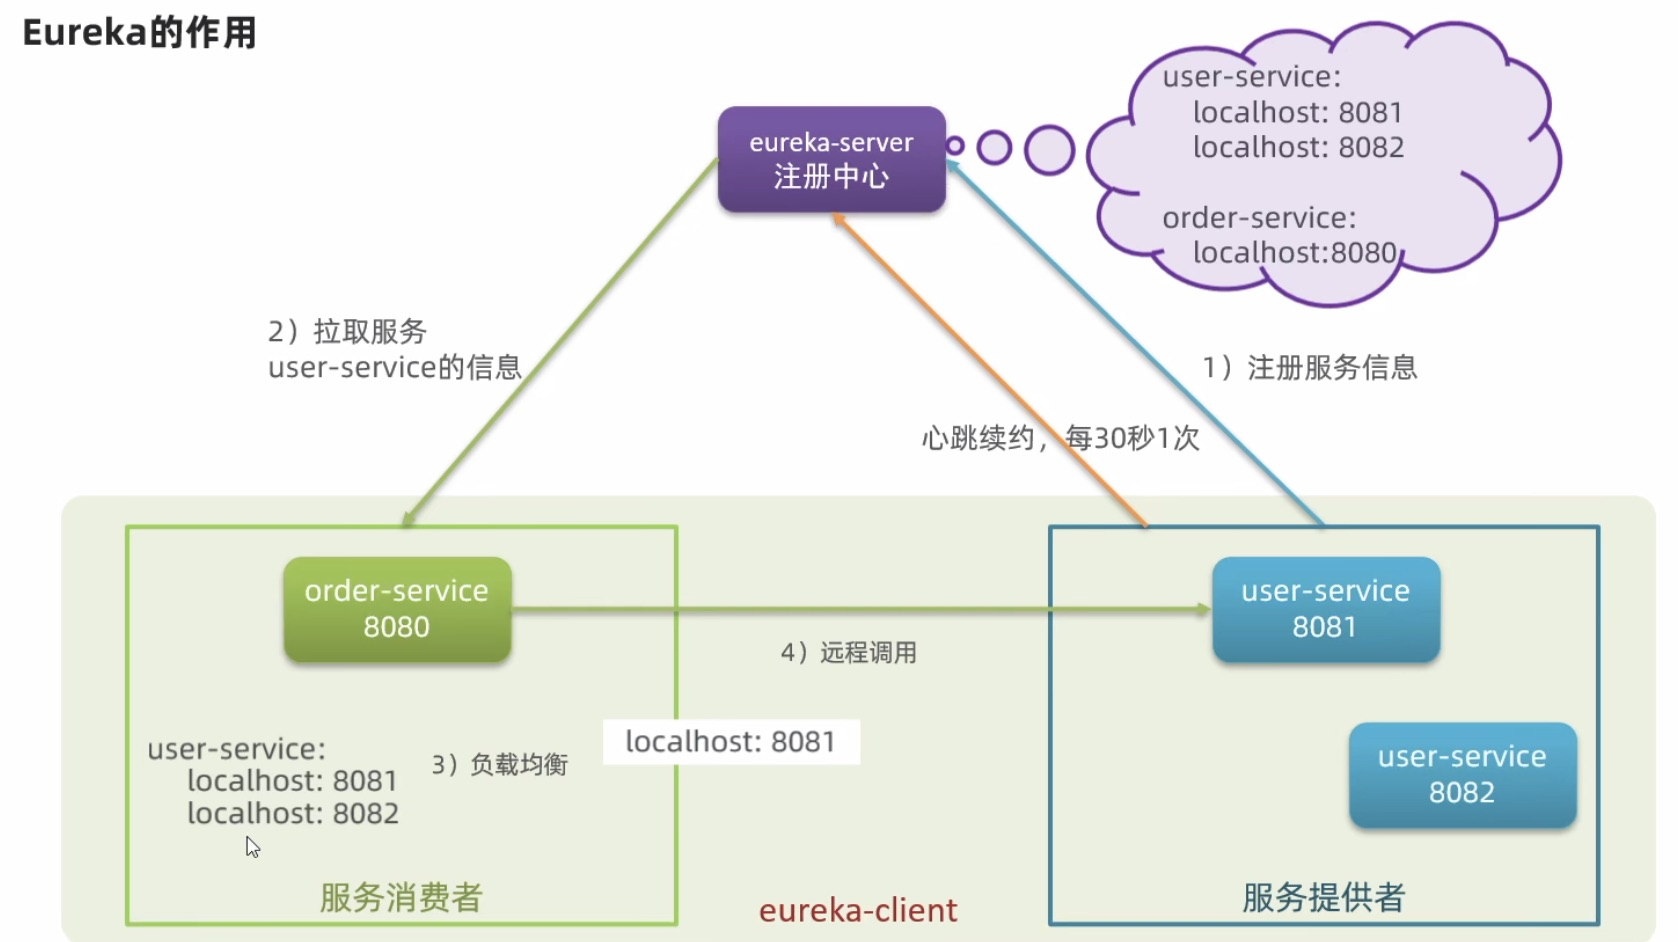 Eureka的作用
eureka-server
注册中心
user-service:
localhost: 8081
localhost: 8082
order-service:
localhost:8080
2）拉取服务
user-service的信息
1）注册服务信息
心跳续约，每30秒1次
order-service
8080
user-service
8081
4）远程调用
user-service:
localhost: 8081
localhost: 8082
3）负载均衡
localhost: 8081
user-service
8082
服务消费者
eureka-client
服务提供者